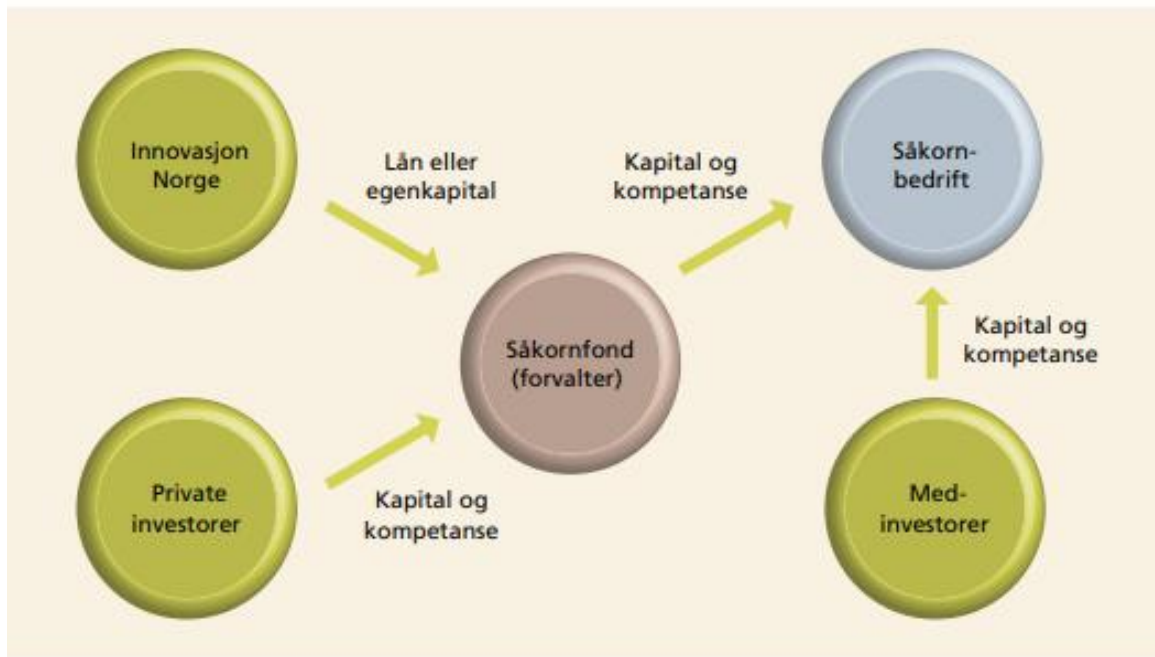 Innovasjon
Norge
Lån eller
egenkapital
Kapital og
kompetanse
Såkorn-
bedrift
Såkornfond
(forvalter)
Kapital og
kompetanse
Private
investorer
Kapital og
kompetanse
Med-
investorer